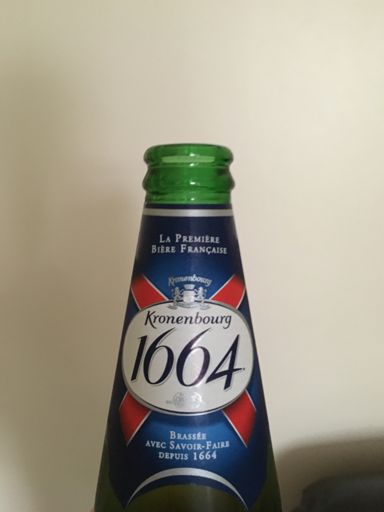 La Première
Bière Française
Kronenbourg
Kronenbourg
1664
Brassée
avec Savoir-Faire
depuis 1664